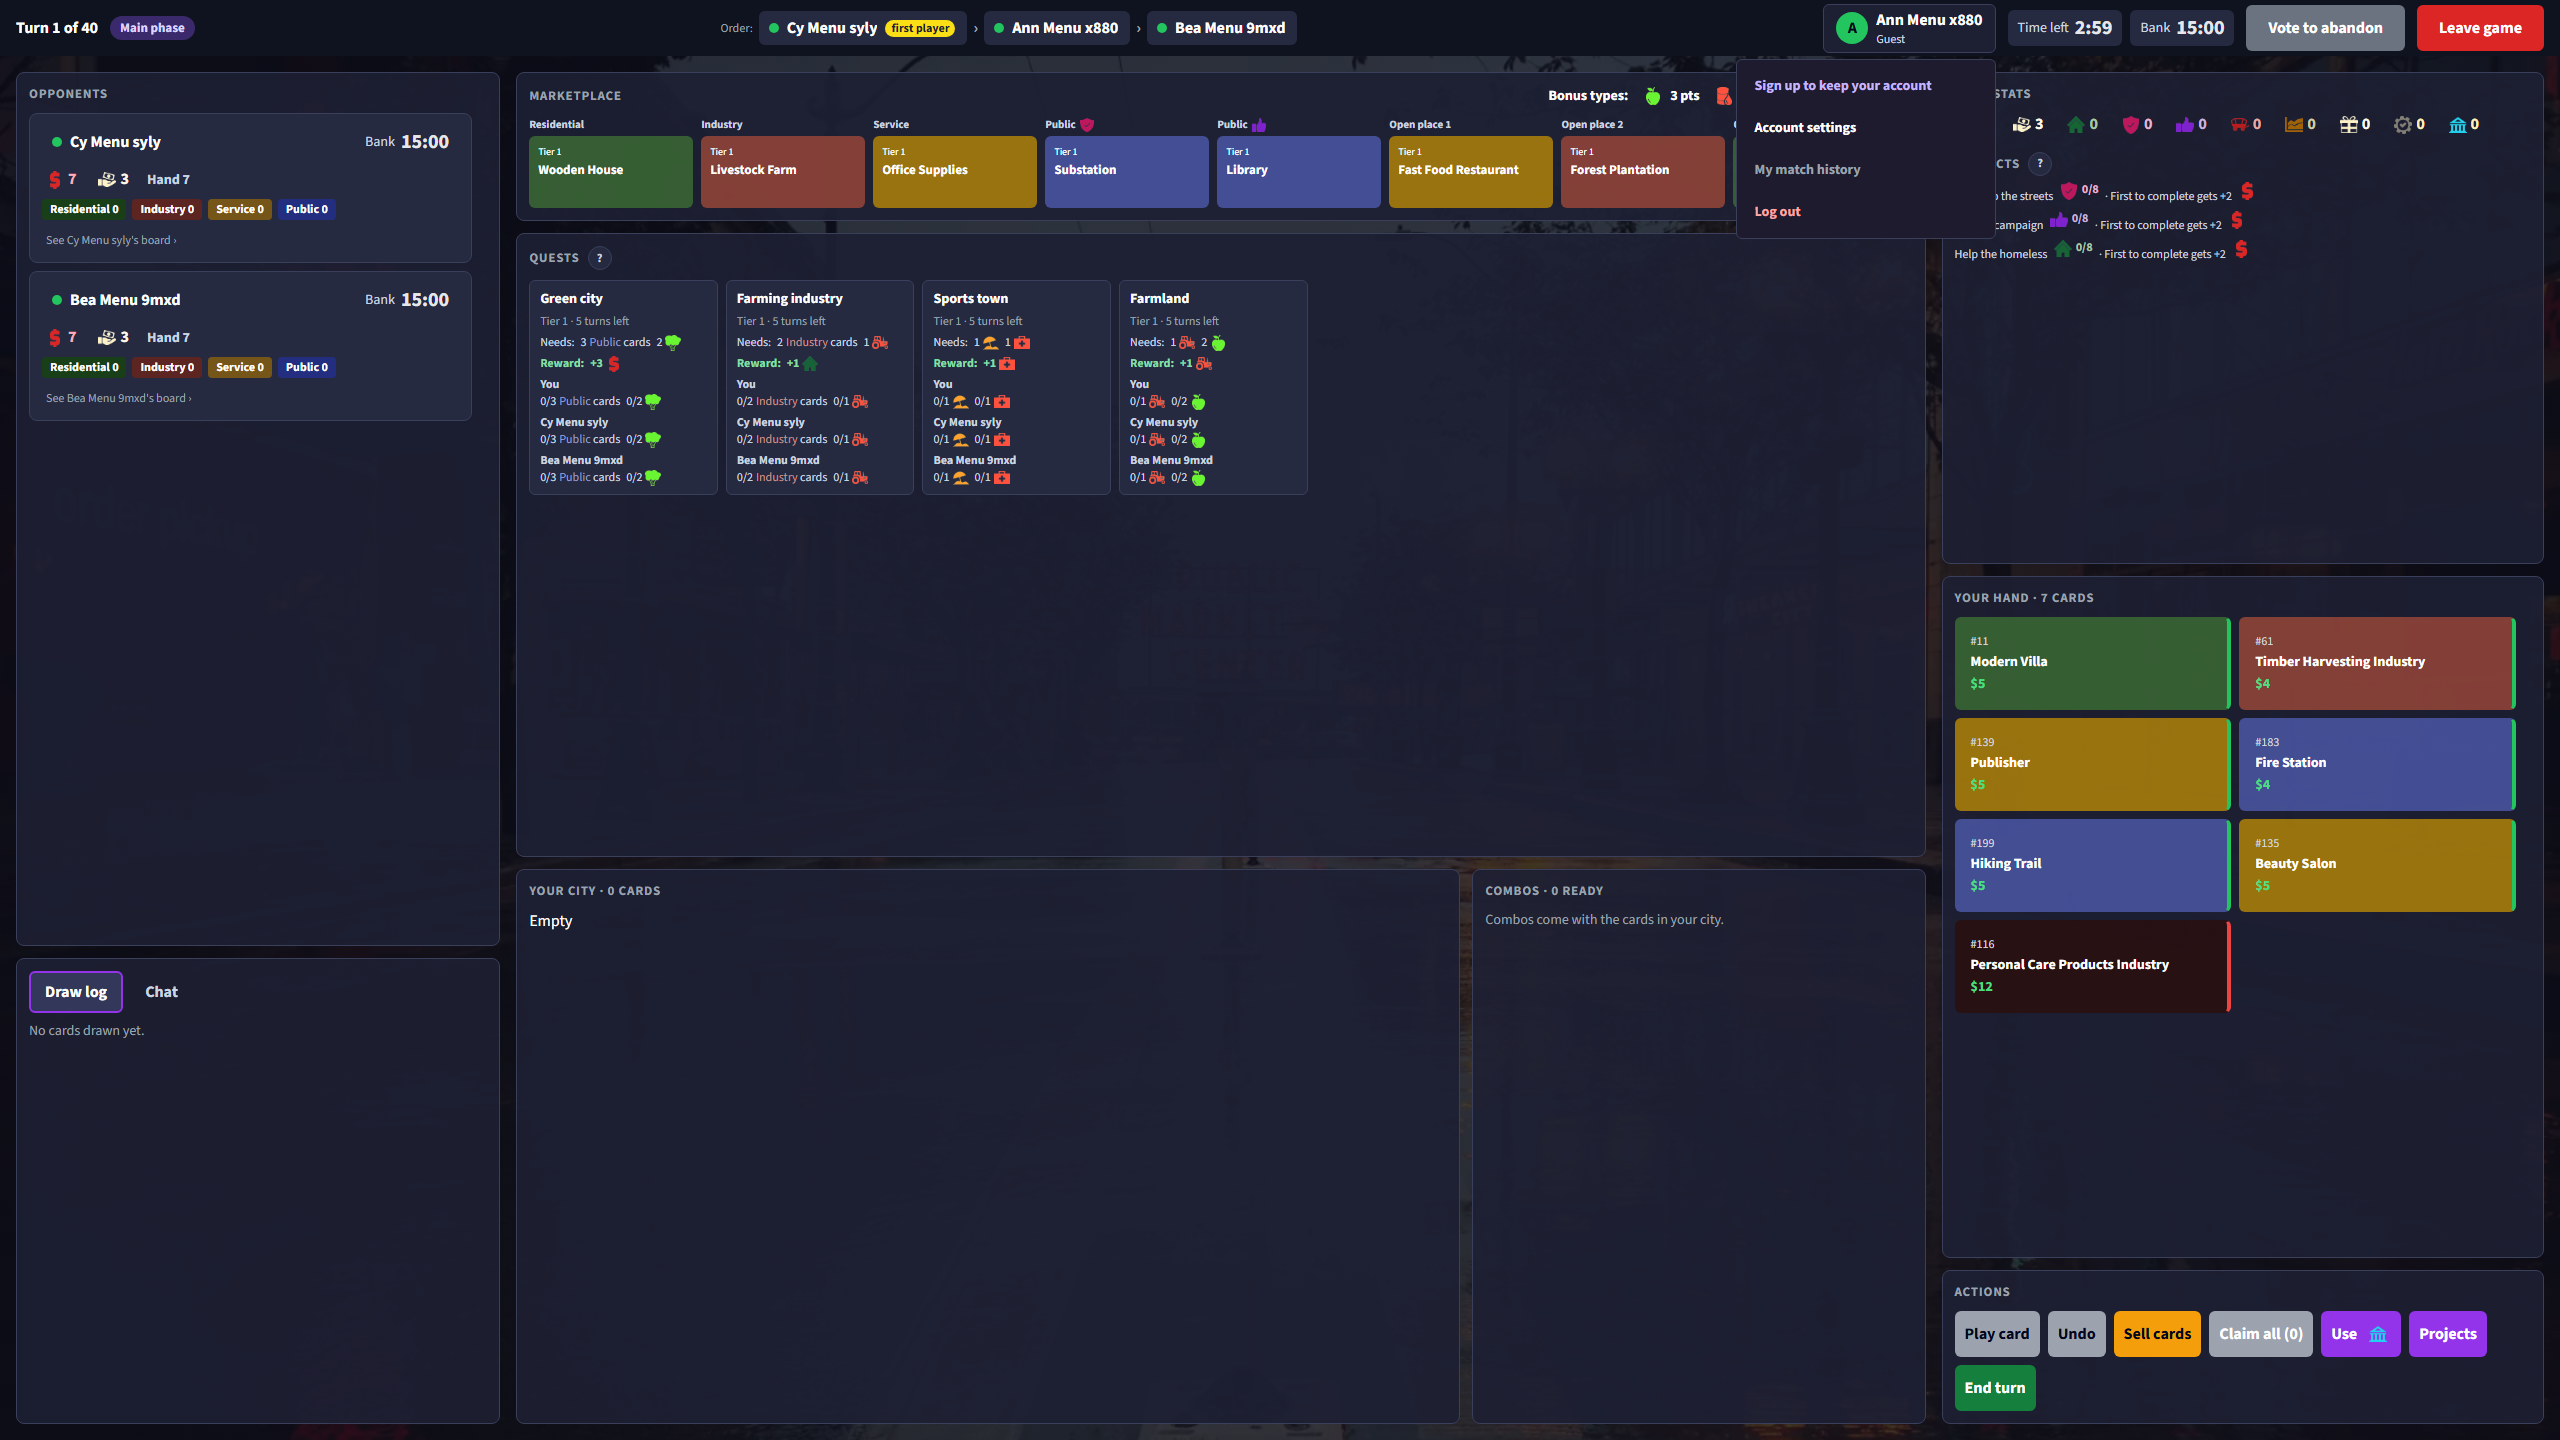 Turn 1 of 40 Main phase
Order: Cy Menu syly first player › Ann Menu x880 › Bea Menu 9mxd
A Ann Menu x880
Guest
Time left 2:59 Bank 15:00 Vote to abandon Leave game
Sign up to keep your account
Account settings
My match history
Log out
OPPONENTS
Cy Menu syly Bank 15:00
7 3 Hand 7
Residential 0 Industry 0 Service 0 Public 0
See Cy Menu syly's board ›
Bea Menu 9mxd Bank 15:00
7 3 Hand 7
Residential 0 Industry 0 Service 0 Public 0
See Bea Menu 9mxd's board ›
Draw log Chat
No cards drawn yet.
MARKETPLACE
Bonus types: 3 pts
Residential Industry Service Public Public Open place 1 Open place 2
Tier 1 Tier 1 Tier 1 Tier 1 Tier 1 Tier 1 Tier 1
Wooden House Livestock Farm Office Supplies Substation Library Fast Food Restaurant Forest Plantation
QUESTS ?
Green city
Tier 1 · 5 turns left
Needs: 3 Public cards 2
Reward: +3
You
0/3 Public cards 0/2
Cy Menu syly
0/3 Public cards 0/2
Bea Menu 9mxd
0/3 Public cards 0/2
Farming industry
Tier 1 · 5 turns left
Needs: 2 Industry cards 1
Reward: +1
You
0/2 Industry cards 0/1
Cy Menu syly
0/2 Industry cards 0/1
Bea Menu 9mxd
0/2 Industry cards 0/1
Sports town
Tier 1 · 5 turns left
Needs: 1 1
Reward: +1
You
0/1 0/1
Cy Menu syly
0/1 0/1
Bea Menu 9mxd
0/1 0/1
Farmland
Tier 1 · 5 turns left
Needs: 1 2
Reward: +1
You
0/1 0/2
Cy Menu syly
0/1 0/2
Bea Menu 9mxd
0/1 0/2
YOUR CITY · 0 CARDS
Empty
COMBOS · 0 READY
Combos come with the cards in your city.
STATS
3 0 0 0 0 0 0 0 0
CTS ?
the streets 0/8 · First to complete gets +2
campaign 0/8 · First to complete gets +2
Help the homeless 0/8 · First to complete gets +2
YOUR HAND · 7 CARDS
#11
Modern Villa
$5
#61
Timber Harvesting Industry
$4
#139
Publisher
$5
#183
Fire Station
$4
#199
Hiking Trail
$5
#135
Beauty Salon
$5
#116
Personal Care Products Industry
$12
ACTIONS
Play card Undo Sell cards Claim all (0) Use Projects
End turn